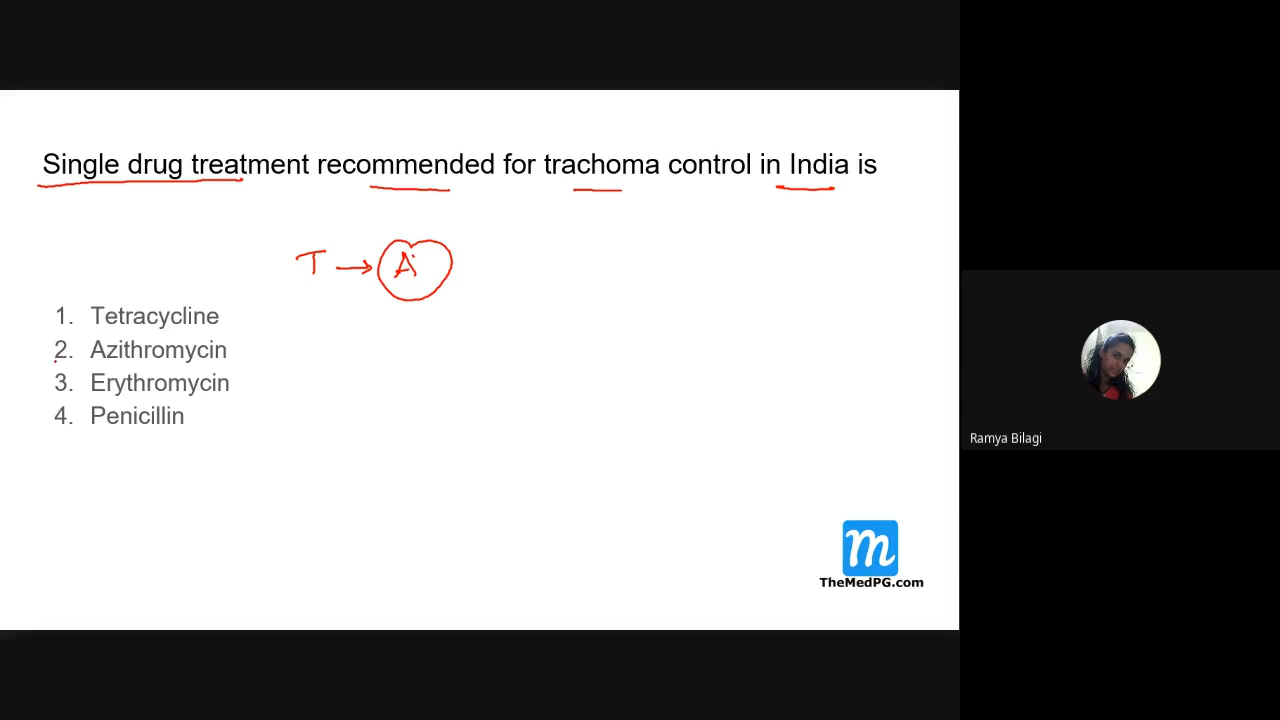 Single drug treatment recommended for trachoma control in India is
T → A
1. Tetracycline
2. Azithromycin
3. Erythromycin
4. Penicillin
m
TheMedPG.com
Ramya Bilagi